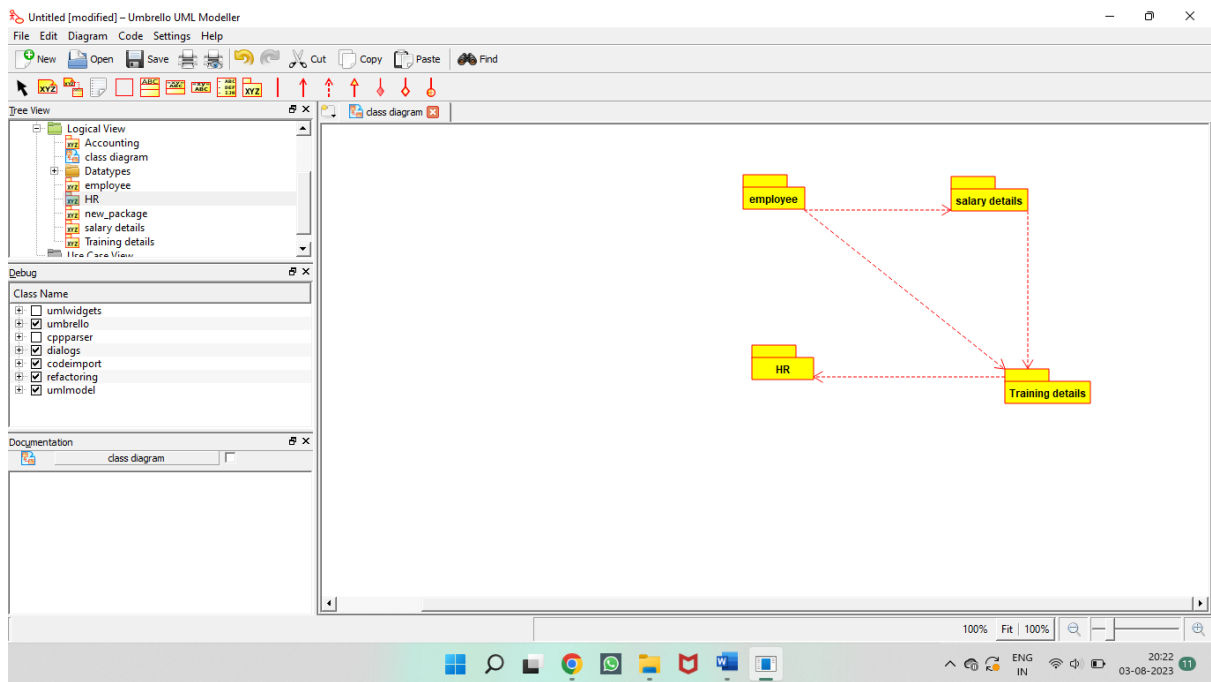 Untitled [modified] – Umbrello UML Modeller
File Edit Diagram Code Settings Help
New Open Save Cut Copy Paste Find
Tree View
class diagram
Logical View
Accounting
class diagram
Datatypes
employee
HR
new_package
salary details
Training details
Use Case View
Debug
Class Name
umlwidgets
umbrello
cppparser
dialogs
codeimport
refactoring
umlmodel
Documentation
class diagram
employee
salary details
HR
Training details
100% Fit 100%
ENG
IN
20:22
03-08-2023
11